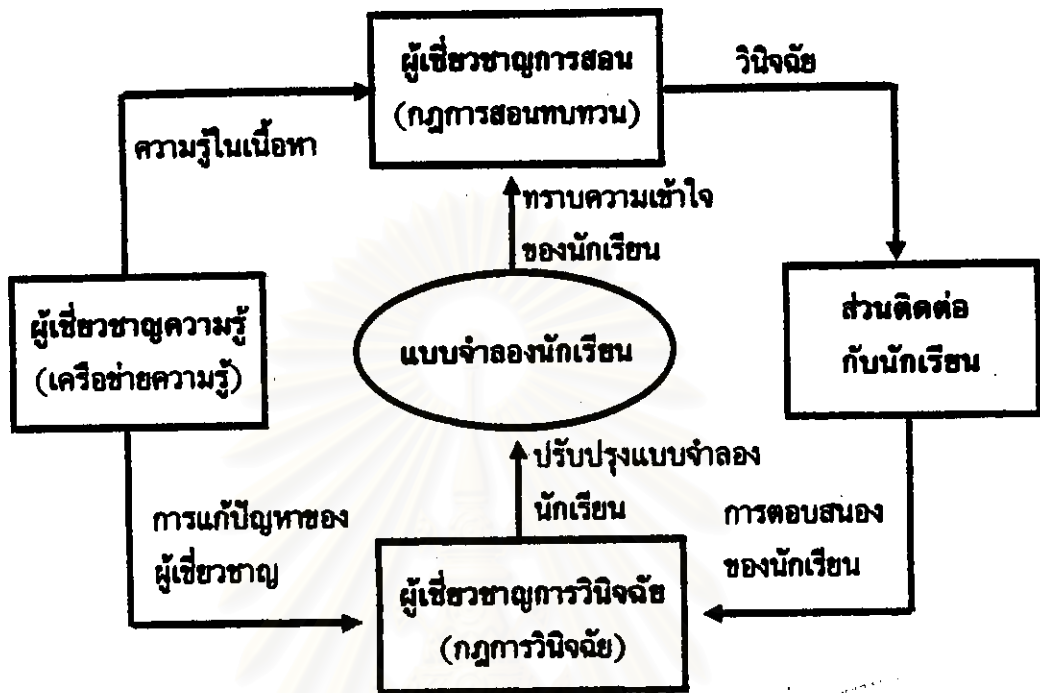 ผู้เชี่ยวชาญการสอน
(กฎการสอนทบทวน)
วินิจฉัย
ความรู้ในเนื้อหา
ทราบความเข้าใจ
ของนักเรียน
ผู้เชี่ยวชาญความรู้
(เครือข่ายความรู้)
แบบจำลองนักเรียน
ส่วนติดต่อ
กับนักเรียน
ปรับปรุงแบบจำลอง
นักเรียน
การแก้ปัญหาของ
ผู้เชี่ยวชาญ
การตอบสนอง
ของนักเรียน
ผู้เชี่ยวชาญการวินิจฉัย
(กฎการวินิจฉัย)